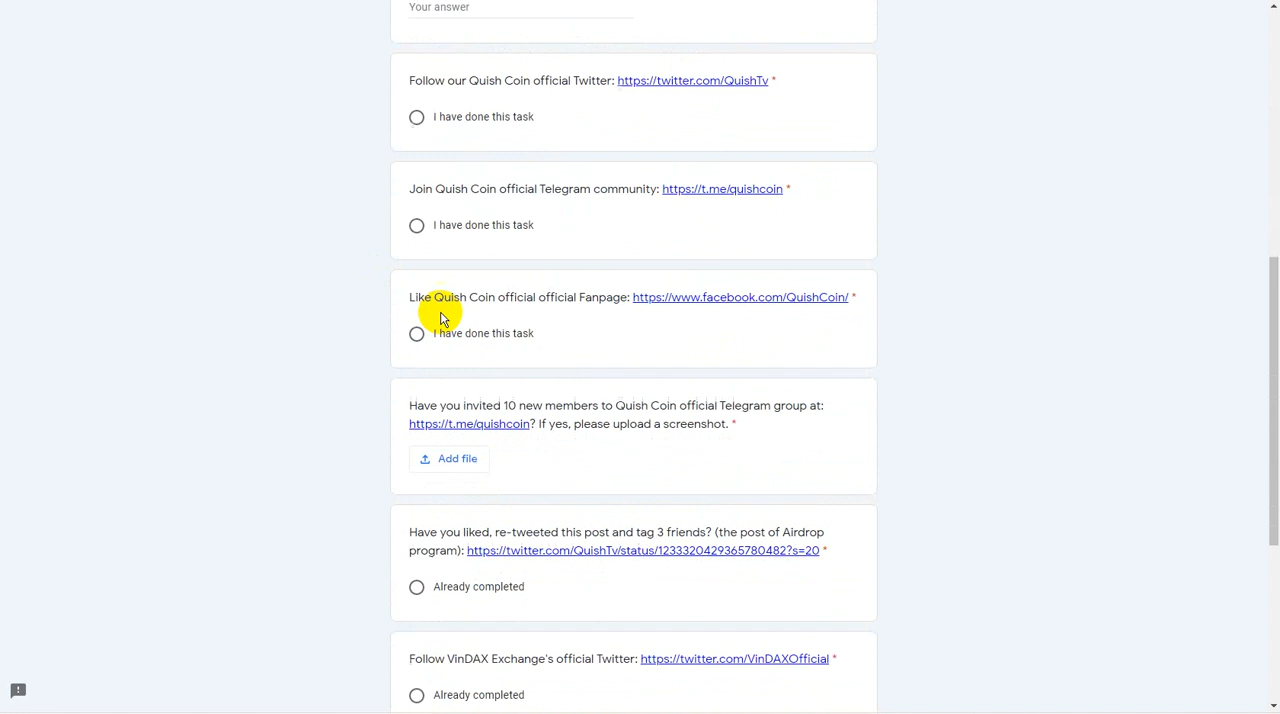 Your answer
Follow our Quish Coin official Twitter: https://twitter.com/QuishTv *
I have done this task
Join Quish Coin official Telegram community: https://t.me/quishcoin *
I have done this task
Like Quish Coin official official Fanpage: https://www.facebook.com/QuishCoin/ *
I have done this task
Have you invited 10 new members to Quish Coin official Telegram group at:
https://t.me/quishcoin? If yes, please upload a screenshot. *
Add file
Have you liked, re-tweeted this post and tag 3 friends? (the post of Airdrop
program): https://twitter.com/QuishTv/status/1233320429365780482?s=20 *
Already completed
Follow VinDAX Exchange's official Twitter: https://twitter.com/VinDAXOfficial *
Already completed